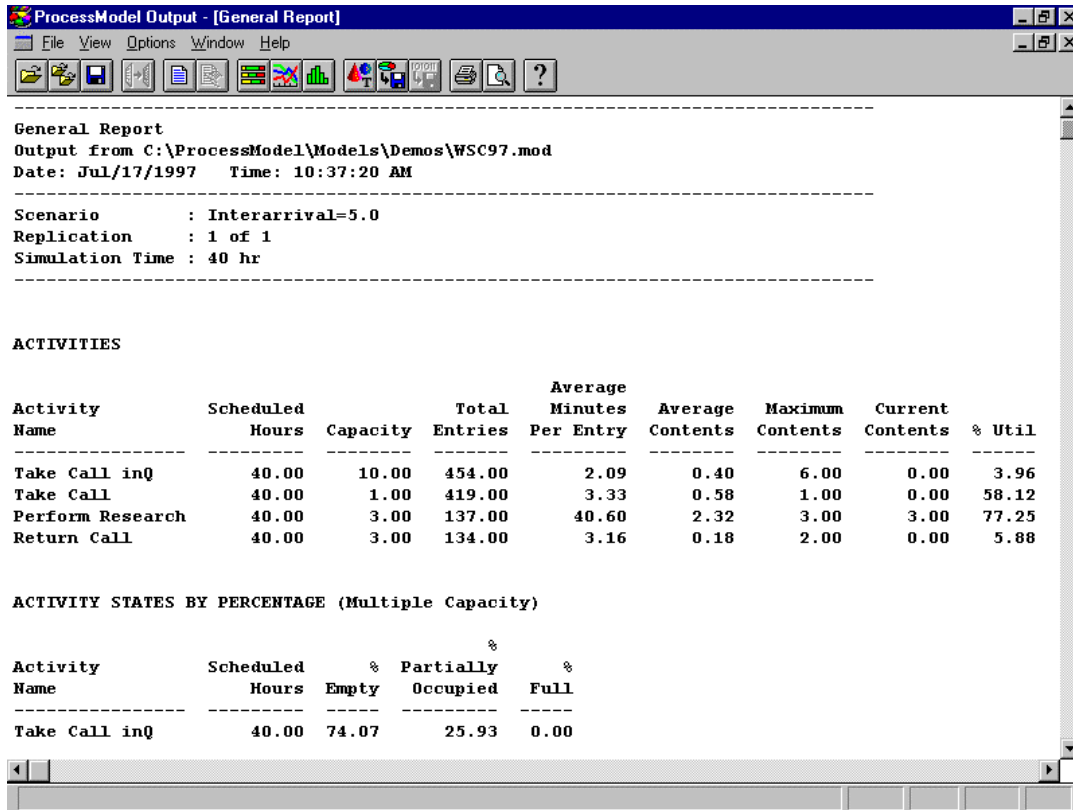 ProcessModel Output - [General Report]
File View Options Window Help
General Report
Output from C:\ProcessModel\Models\Demos\WSC97.mod
Date: Jul/17/1997 Time: 10:37:20 AM
Scenario : Interarrival=5.0
Replication : 1 of 1
Simulation Time : 40 hr
ACTIVITIES
Average
Activity Scheduled Total Minutes Average Maximum Current
Name Hours Capacity Entries Per Entry Contents Contents Contents % Util
Take Call inQ 40.00 10.00 454.00 2.09 0.40 6.00 0.00 3.96
Take Call 40.00 1.00 419.00 3.33 0.58 1.00 0.00 58.12
Perform Research 40.00 3.00 137.00 40.60 2.32 3.00 3.00 77.25
Return Call 40.00 3.00 134.00 3.16 0.18 2.00 0.00 5.88
ACTIVITY STATES BY PERCENTAGE (Multiple Capacity)
%
Activity Scheduled % Partially %
Name Hours Empty Occupied Full
Take Call inQ 40.00 74.07 25.93 0.00